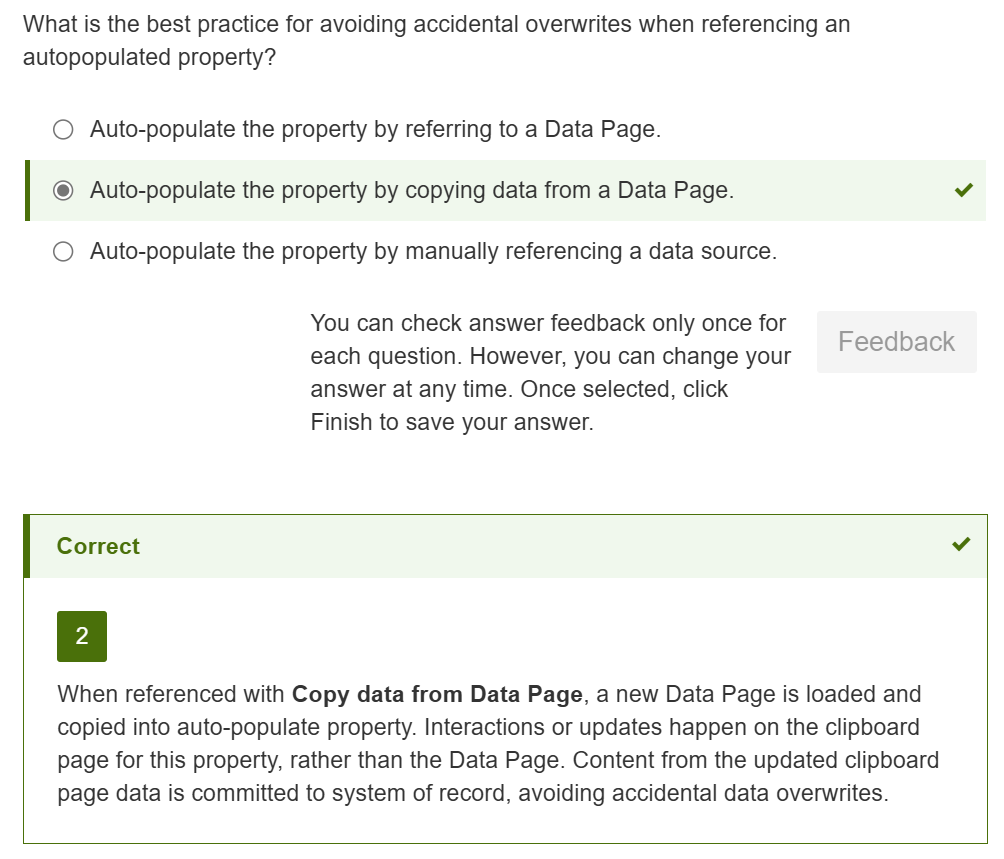 What is the best practice for avoiding accidental overwrites when referencing an
autopopulated property?
Auto-populate the property by referring to a Data Page.
Auto-populate the property by copying data from a Data Page.
Auto-populate the property by manually referencing a data source.
You can check answer feedback only once for
each question. However, you can change your
answer at any time. Once selected, click
Finish to save your answer.
Feedback
Correct
2
When referenced with Copy data from Data Page, a new Data Page is loaded and
copied into auto-populate property. Interactions or updates happen on the clipboard
page for this property, rather than the Data Page. Content from the updated clipboard
page data is committed to system of record, avoiding accidental data overwrites.